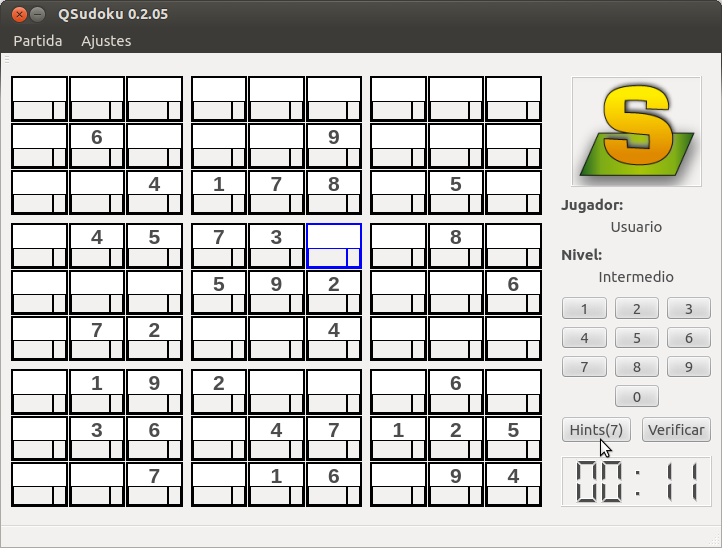 QSudoku 0.2.05
Partida Ajustes
6 9
4 1 7 8 5
4 5 7 3 8
5 9 2 6
7 2 4
1 9 2 6
3 6 4 7 1 2 5
7 1 6 9 4
S
Jugador:
Usuario
Nivel:
Intermedio
1 2 3
4 5 6
7 8 9
0
Hints(7) Verificar
00:11